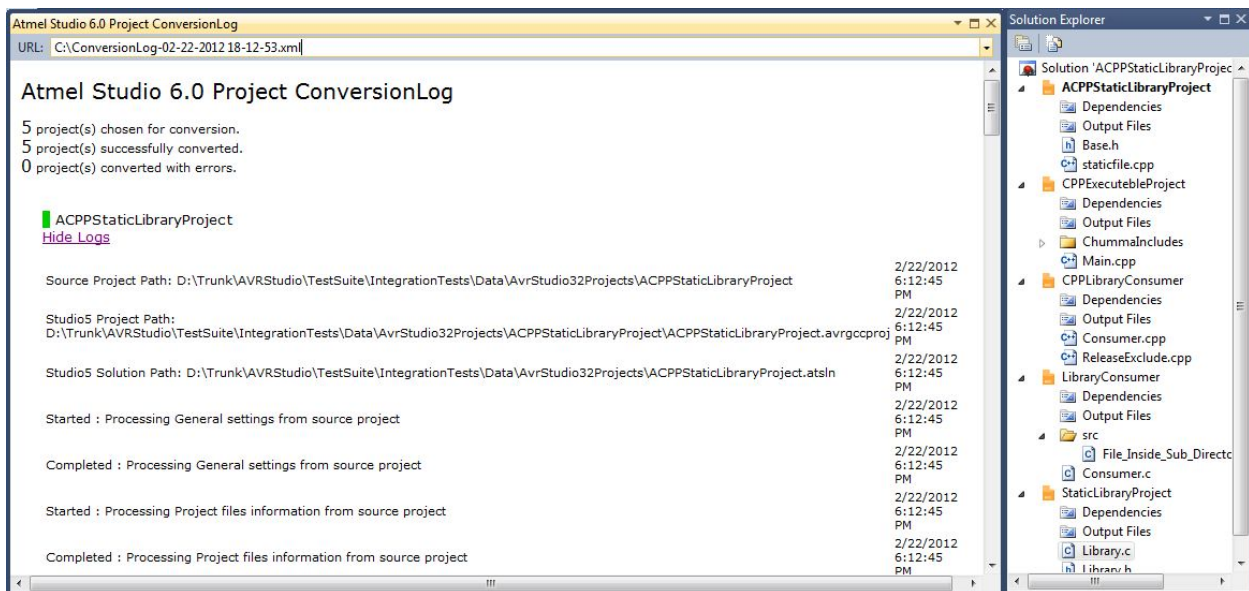 Atmel Studio 6.0 Project ConversionLog
URL: C:\ConversionLog-02-22-2012 18-12-53.xml
Atmel Studio 6.0 Project ConversionLog
5 project(s) chosen for conversion.
5 project(s) successfully converted.
0 project(s) converted with errors.
ACPPStaticLibraryProject
Hide Logs
Source Project Path: D:\Trunk\AVRStudio\TestSuite\IntegrationTests\Data\AvrStudio32Projects\ACPPStaticLibraryProject
2/22/2012
6:12:45
PM
Studio5 Project Path:
D:\Trunk\AVRStudio\TestSuite\IntegrationTests\Data\AvrStudio32Projects\ACPPStaticLibraryProject\ACPPStaticLibraryProject.avrgccproj
2/22/2012
6:12:45
PM
Studio5 Solution Path: D:\Trunk\AVRStudio\TestSuite\IntegrationTests\Data\AvrStudio32Projects\ACPPStaticLibraryProject.atsln
2/22/2012
6:12:45
PM
Started : Processing General settings from source project
2/22/2012
6:12:45
PM
Completed : Processing General settings from source project
2/22/2012
6:12:45
PM
Started : Processing Project files information from source project
2/22/2012
6:12:45
PM
Completed : Processing Project files information from source project
2/22/2012
6:12:45
PM
Solution Explorer
Solution 'ACPPStaticLibraryProjec
ACPPStaticLibraryProject
Dependencies
Output Files
Base.h
staticfile.cpp
CPPExecutebleProject
Dependencies
Output Files
ChummaIncludes
Main.cpp
CPPLibraryConsumer
Dependencies
Output Files
Consumer.cpp
ReleaseExclude.cpp
LibraryConsumer
Dependencies
Output Files
src
File_Inside_Sub_Directo
Consumer.c
StaticLibraryProject
Dependencies
Output Files
Library.c
Library.h